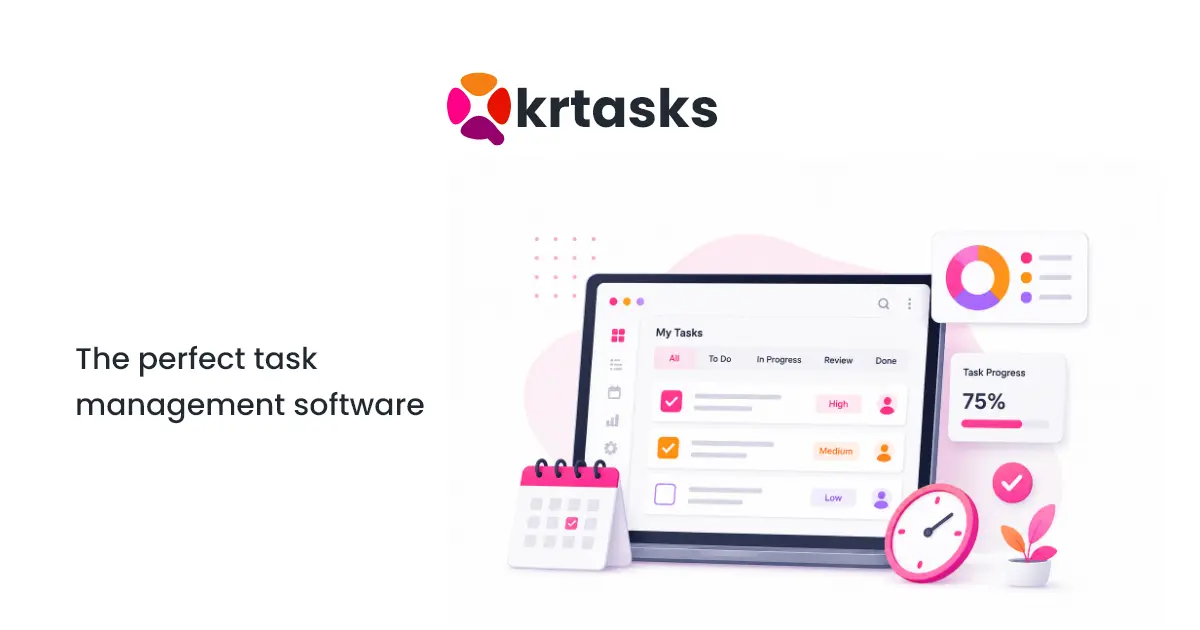 krtasks
The perfect task
management software
My Tasks
All To Do In Progress Review Done
High
Medium
Low
Task Progress
75%